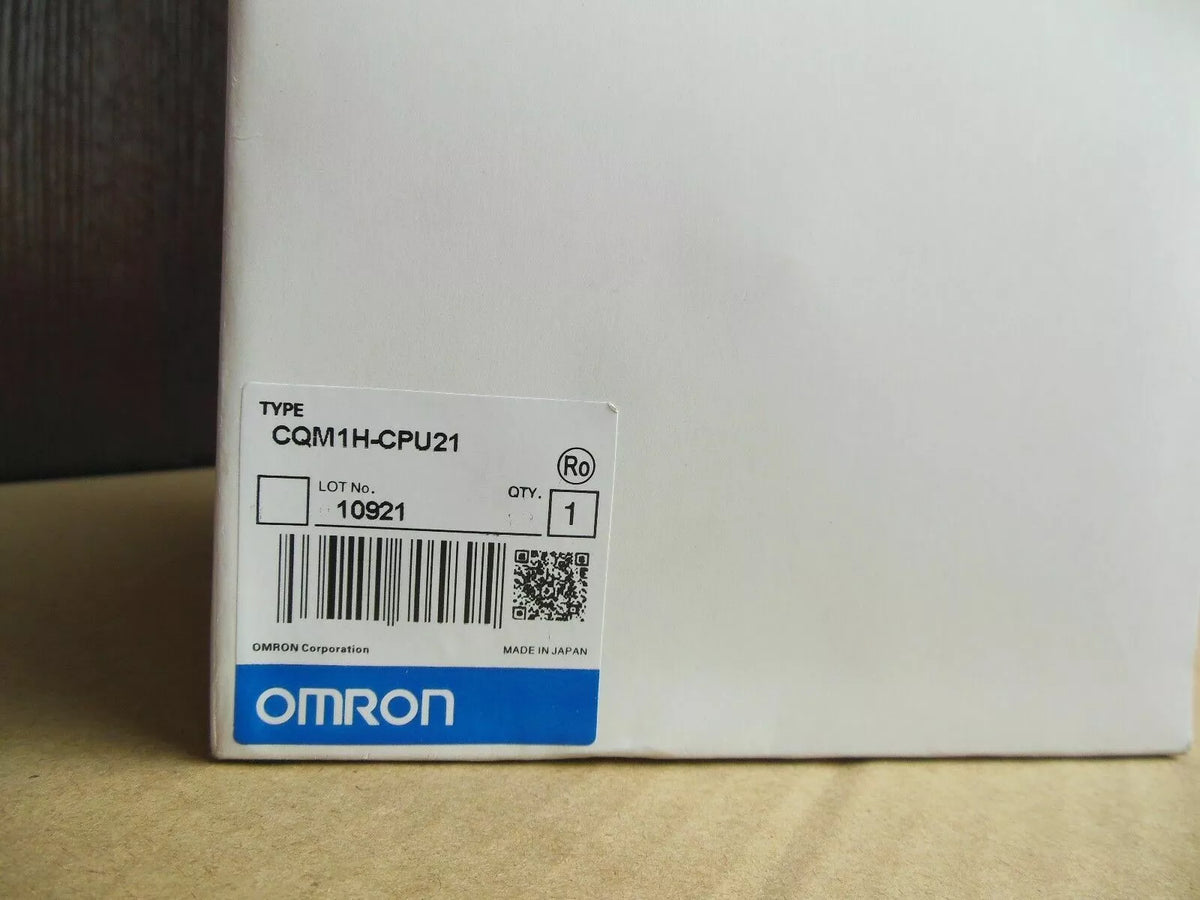 TYPE
CQM1H-CPU21
Ro
LOT No.
QTY.
10921
1
OMRON Corporation
MADE IN JAPAN
OMRON